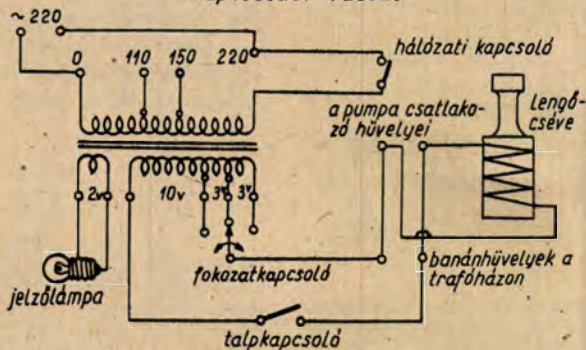 ~ 220
0 110 150 220
hálózati kapcsoló
a pumpa csatlako-
zó hüvelyei
lengő-
cséve
2v 10v 3v 3v
fokozatkapcsoló
jelzőlámpa
banánhüvelyek a
trafóházon
talpkapcsoló